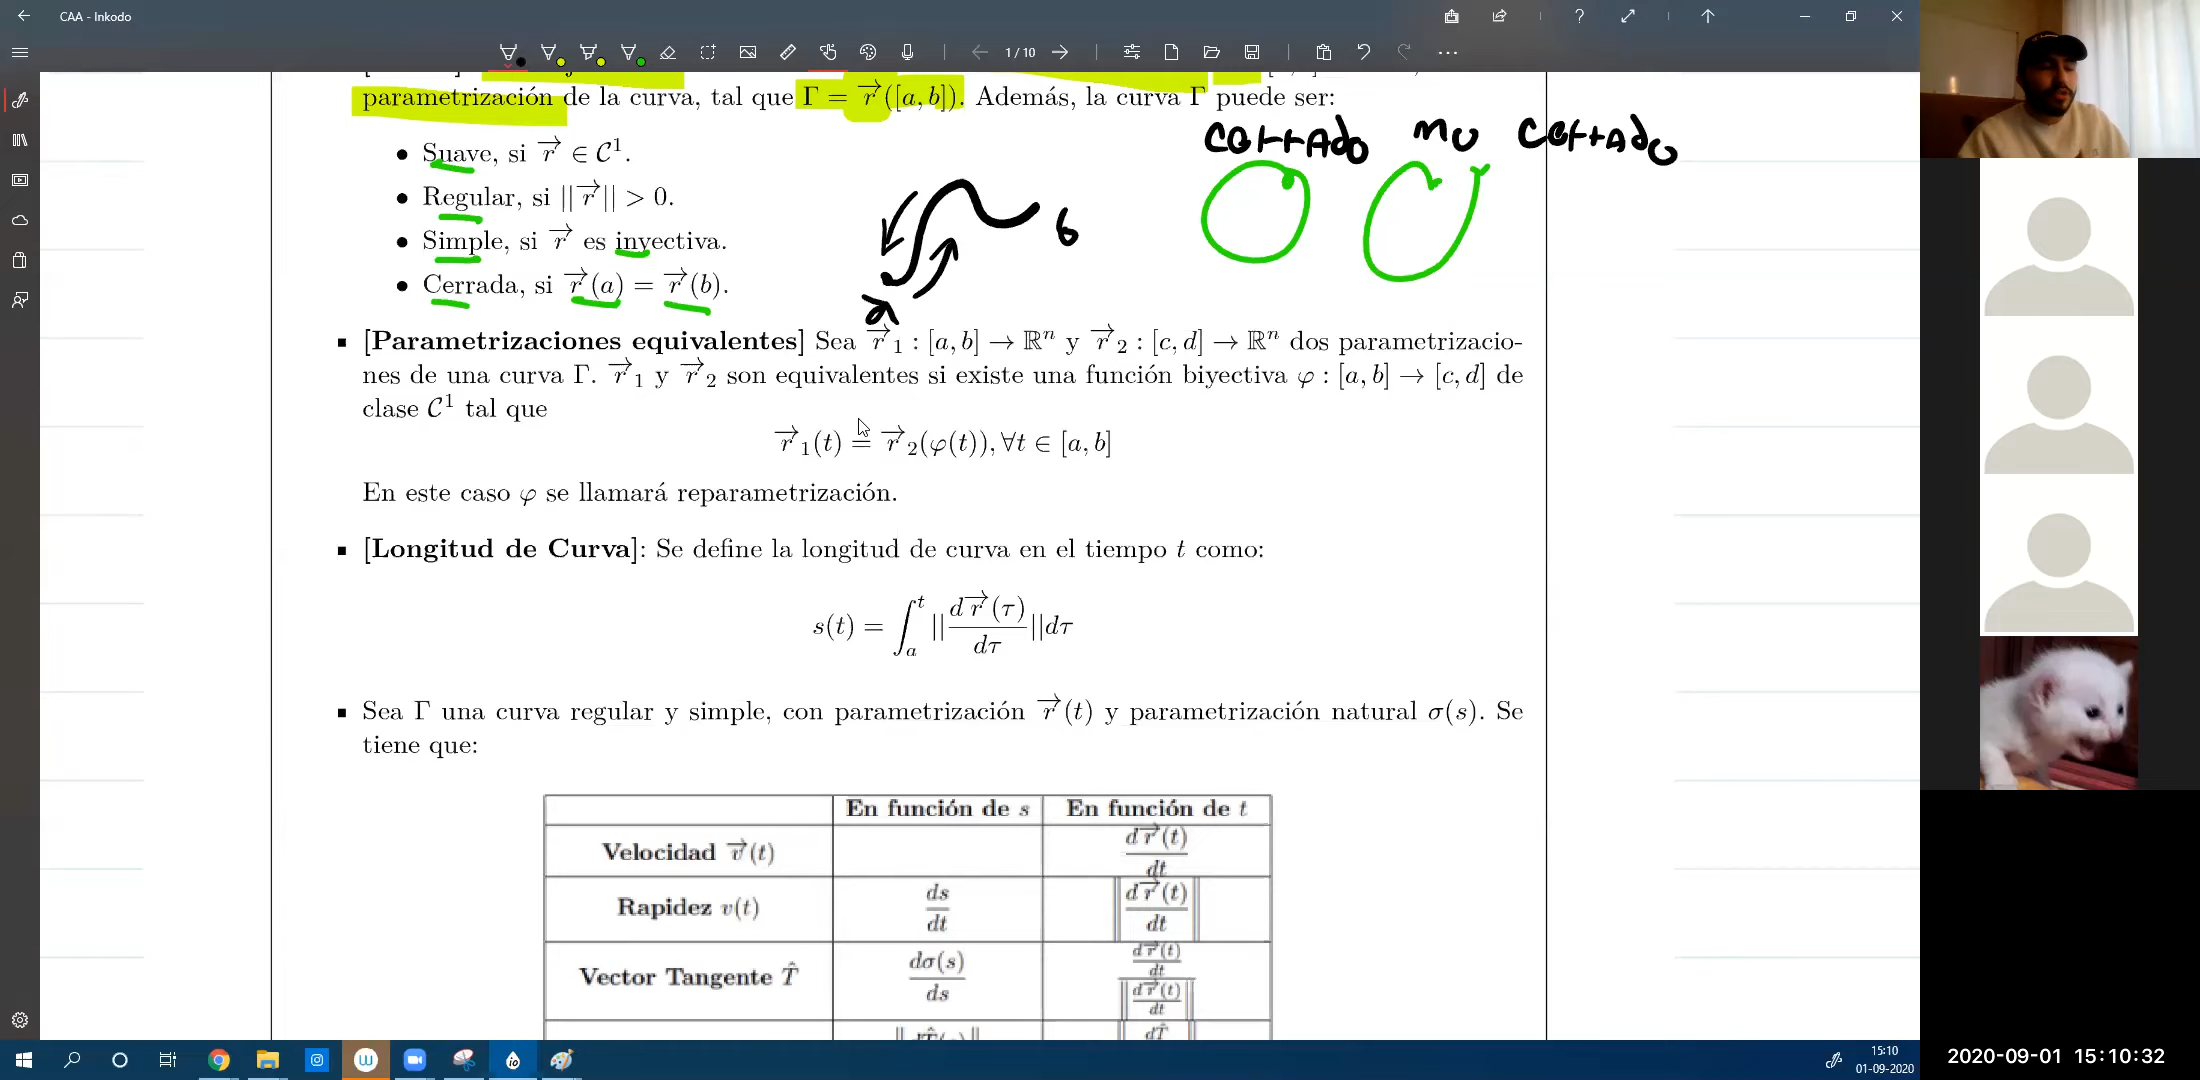 CAA - Inkodo
1 / 10
parametrización de la curva, tal que Γ = r⃗([a, b]). Además, la curva Γ puede ser:
cerrado no cerrado
• Suave, si r⃗ ∈ C¹.
• Regular, si ||r⃗|| > 0.
• Simple, si r⃗ es inyectiva.
b
• Cerrada, si r⃗(a) = r⃗(b).
a
▪ [Parametrizaciones equivalentes] Sea r⃗₁ : [a, b] → ℝⁿ y r⃗₂ : [c, d] → ℝⁿ dos parametrizacio-
nes de una curva Γ. r⃗₁ y r⃗₂ son equivalentes si existe una función biyectiva φ : [a, b] → [c, d] de
clase C¹ tal que
r⃗₁(t) = r⃗₂(φ(t)), ∀t ∈ [a, b]
En este caso φ se llamará reparametrización.
▪ [Longitud de Curva]: Se define la longitud de curva en el tiempo t como:
s(t) = ∫ₐᵗ ||dr⃗(τ)/dτ||dτ
▪ Sea Γ una curva regular y simple, con parametrización r⃗(t) y parametrización natural σ(s). Se
tiene que:
En función de s En función de t
Velocidad v⃗(t) dr⃗(t)/dt
Rapidez v(t) ds/dt ||dr⃗(t)/dt||
Vector Tangente T̂ dσ(s)/ds (dr⃗(t)/dt)/||dr⃗(t)/dt||
15:10
01-09-2020
2020-09-01 15:10:32